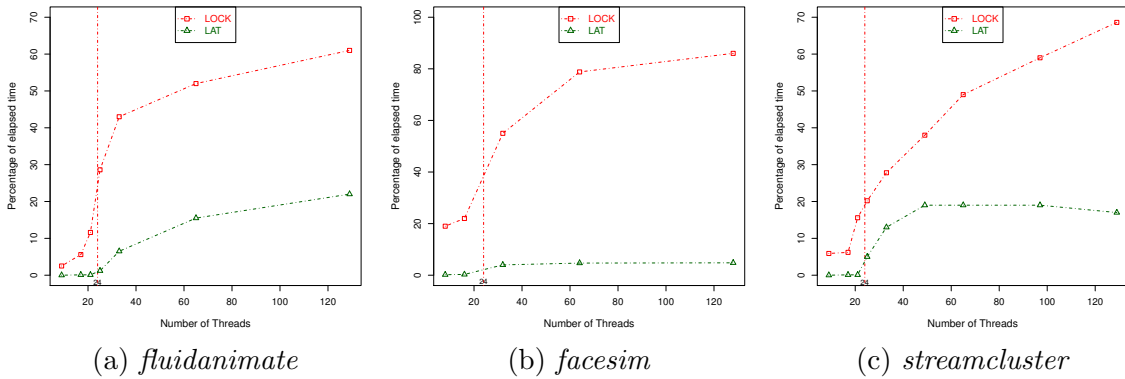 LOCK
LAT
Percentage of elapsed time
70
60
50
40
30
20
10
0
24
20
40
60
80
100
120
Number of Threads
(a) fluidanimate
LOCK
LAT
Percentage of elapsed time
100
80
60
40
20
0
24
20
40
60
80
100
120
Number of Threads
(b) facesim
LOCK
LAT
Percentage of elapsed time
70
60
50
40
30
20
10
0
24
20
40
60
80
100
120
Number of Threads
(c) streamcluster